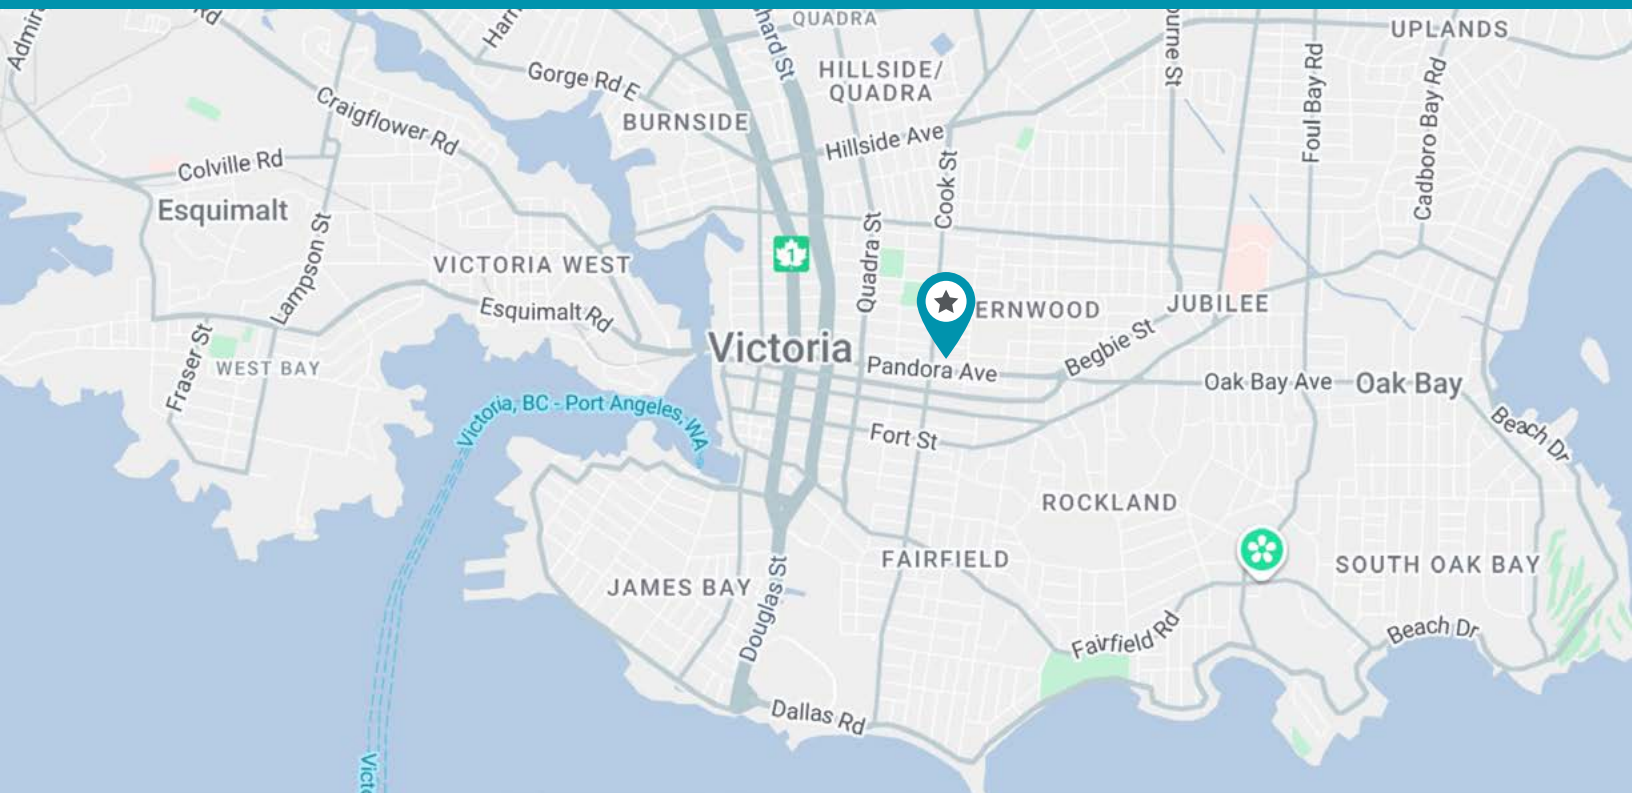 QUADRA
UPLANDS
HILLSIDE/
QUADRA
Gorge Rd E
BURNSIDE
Craigflower Rd
Hillside Ave
Foul Bay Rd
Cadboro Bay Rd
Colville Rd
Cook St
Esquimalt
Lampson St
Quadra St
1
VICTORIA WEST
Esquimalt Rd
ERNWOOD
JUBILEE
Fraser St
WEST BAY
Victoria
Begbie St
Pandora Ave
Oak Bay Ave
Oak Bay
Victoria, BC - Port Angeles, WA
Fort St
Beach Dr
ROCKLAND
FAIRFIELD
SOUTH OAK BAY
JAMES BAY
Douglas St
Fairfield Rd
Beach Dr
Dallas Rd